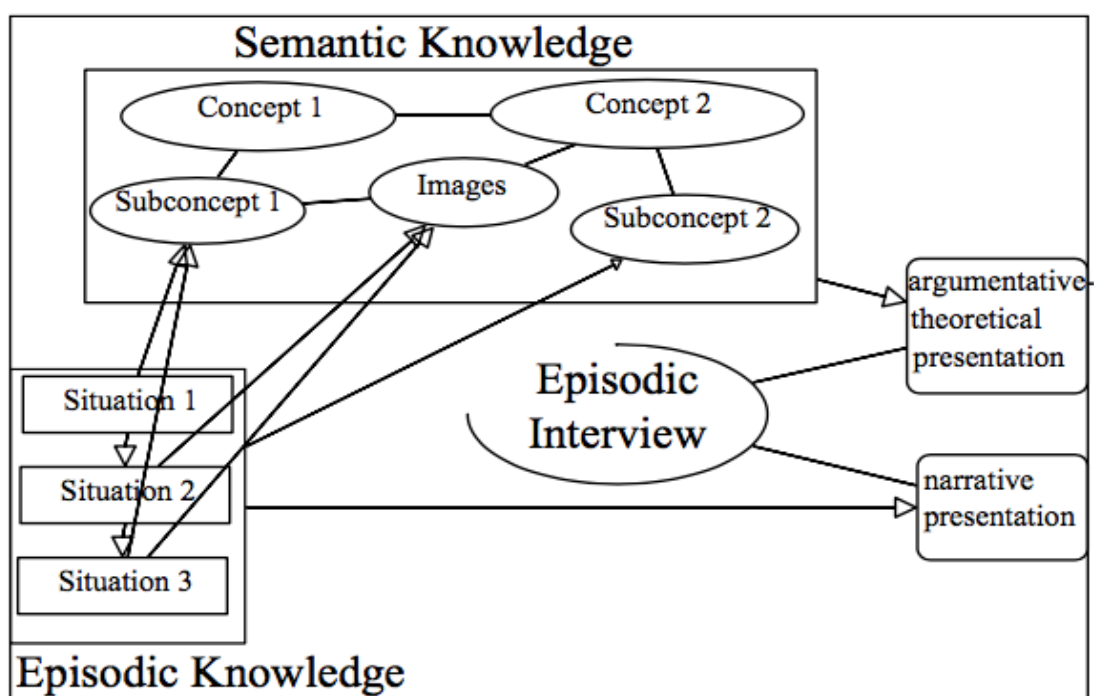 Semantic Knowledge
Concept 1
Concept 2
Subconcept 1
Images
Subconcept 2
argumentative
theoretical
presentation
Episodic
Interview
Situation 1
Situation 2
Situation 3
narrative
presentation
Episodic Knowledge